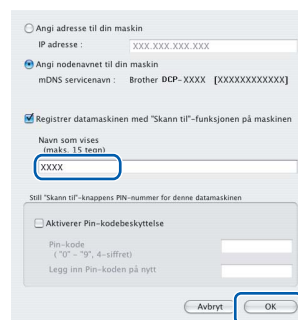 Angi adresse til din maskin
IP adresse : XXX.XXX.XXX.XXX
Angi nodenavnet til din maskin
mDNS servicenavn : Brother DCP-XXXX [XXXXXXXXXXXX]
Registrer datamaskinen med "Skann til"-funksjonen på maskinen
Navn som vises
(maks. 15 tegn)
XXXX
Still "Skann til"-knappens PIN-nummer for denne datamaskinen
Aktiverer Pin-kodebeskyttelse
Pin-kode
( "0" - "9", 4-siffret)
Legg inn Pin-koden på nytt
Avbryt OK